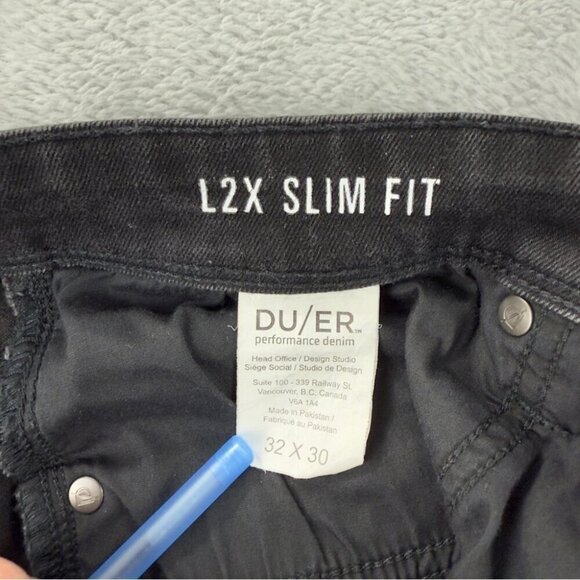 L2X SLIM FIT
DU/ER™
performance denim
Head Office / Design Studio
Siège Social / Studio de Design
Suite 100 - 339 Railway St.
Vancouver, B.C. Canada
V6A 1A4
Made in Pakistan /
Fabriqué au Pakistan
32 X 30